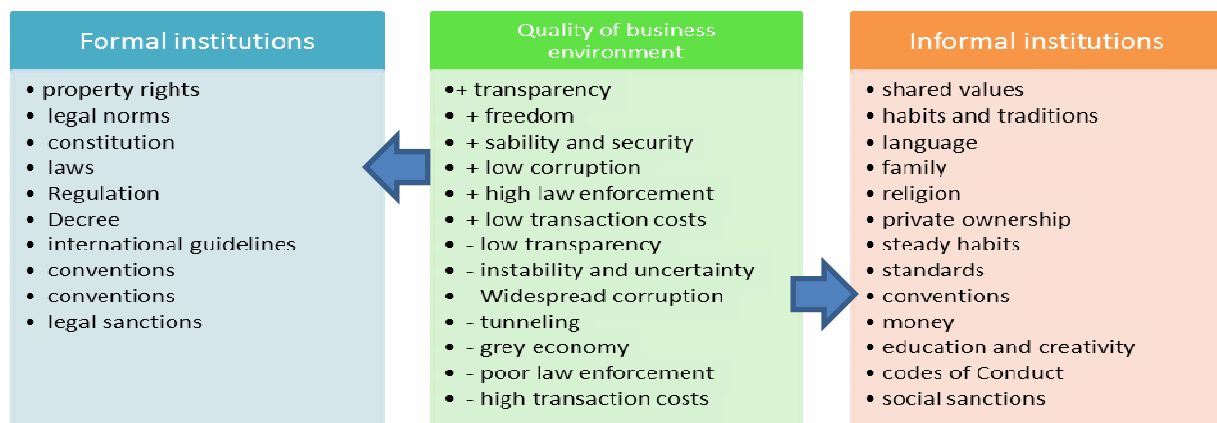 Formal institutions
• property rights
• legal norms
• constitution
• laws
• Regulation
• Decree
• international guidelines
• conventions
• conventions
• legal sanctions
Quality of business
environment
•+ transparency
• + freedom
• + sability and security
• + low corruption
• + high law enforcement
• + low transaction costs
• - low transparency
• - instability and uncertainty
• Widespread corruption
• - tunneling
• - grey economy
• - poor law enforcement
• - high transaction costs
Informal institutions
• shared values
• habits and traditions
• language
• family
• religion
• private ownership
• steady habits
• standards
• conventions
• money
• education and creativity
• codes of Conduct
• social sanctions